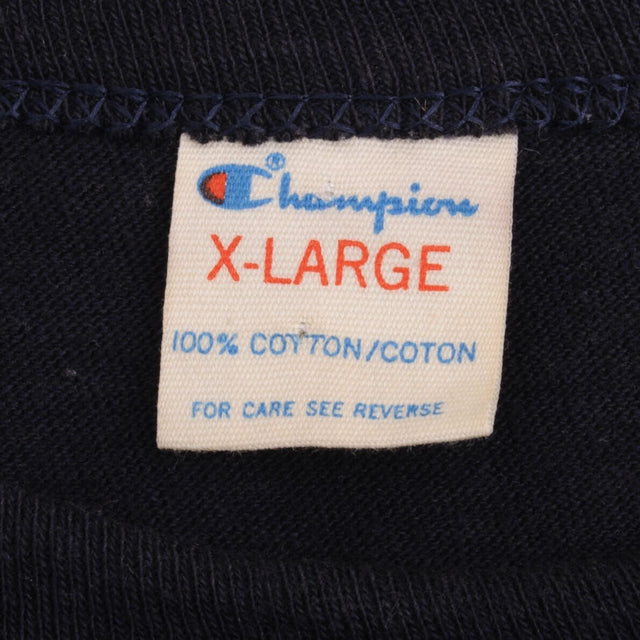 Champion®
X-LARGE
100% COTTON/COTON
FOR CARE SEE REVERSE